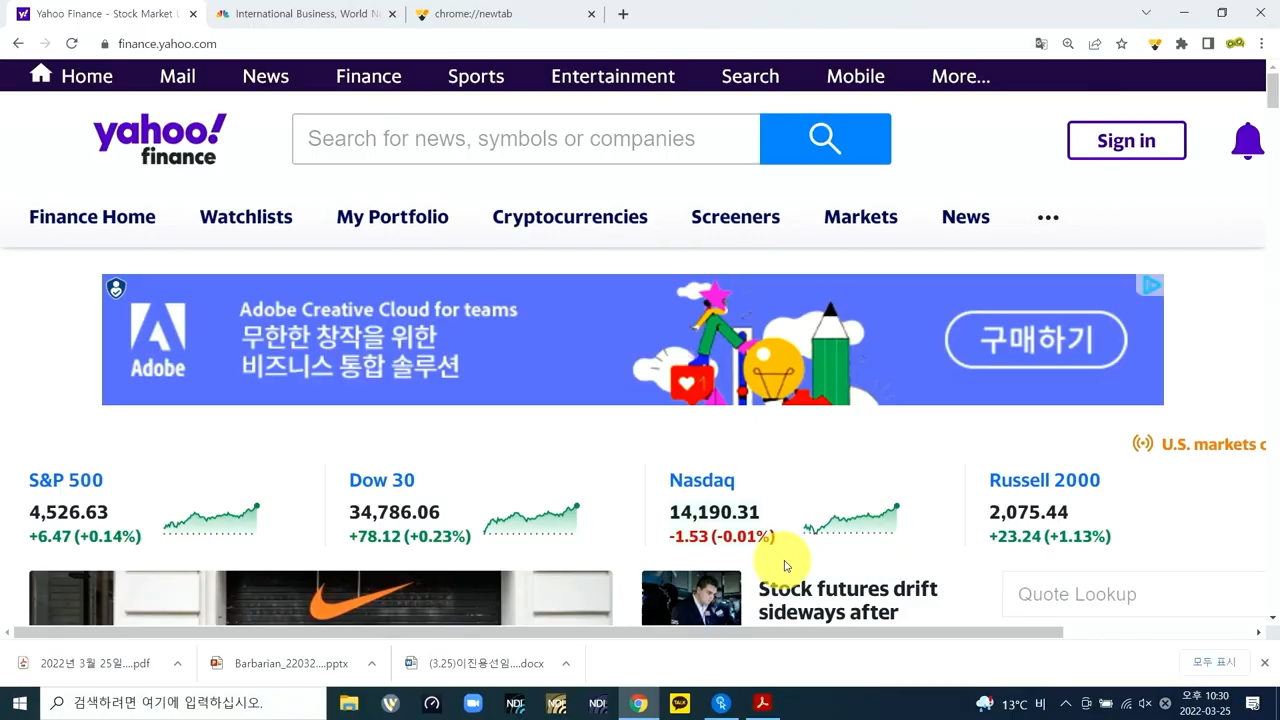 Yahoo Finance - Stock Market
International Business, World N
chrome://newtab
finance.yahoo.com
Home Mail News Finance Sports Entertainment Search Mobile More...
yahoo!
finance
Search for news, symbols or companies
Sign in
Finance Home Watchlists My Portfolio Cryptocurrencies Screeners Markets News
Adobe
Adobe Creative Cloud for teams
무한한 창작을 위한
비즈니스 통합 솔루션
1
구매하기
U.S. markets c
S&P 500
4,526.63
+6.47 (+0.14%)
Dow 30
34,786.06
+78.12 (+0.23%)
Nasdaq
14,190.31
-1.53 (-0.01%)
Russell 2000
2,075.44
+23.24 (+1.13%)
Stock futures drift
sideways after
Quote Lookup
2022년 3월 25일....pdf
Barbarian_22032....pptx
(3.25)이진용선임....docx
모두 표시
검색하려면 여기에 입력하십시오.
TALK
13°C 비
오후 10:30
2022-03-25